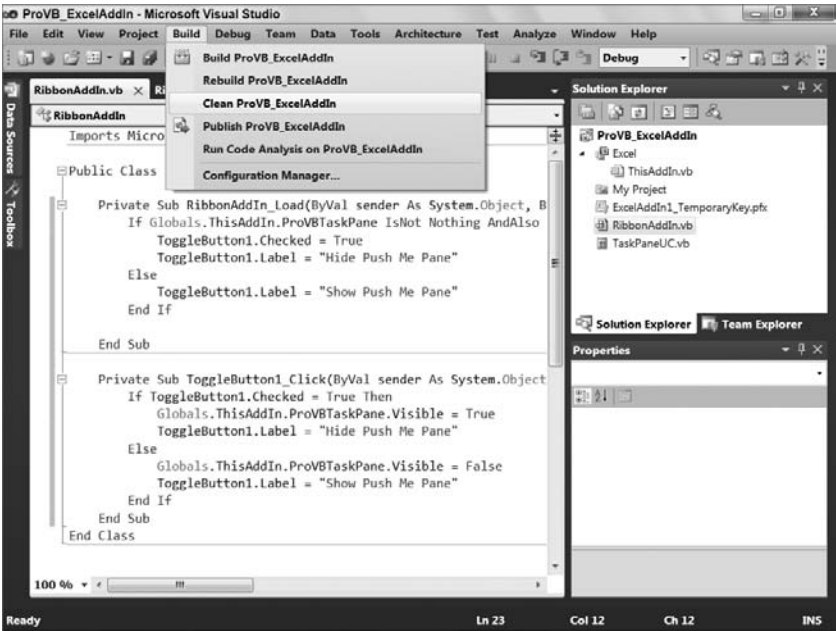 ProVB_ExcelAddIn - Microsoft Visual Studio
File Edit View Project Build Debug Team Data Tools Architecture Test Analyze Window Help
Debug
Build ProVB_ExcelAddIn
Rebuild ProVB_ExcelAddIn
Clean ProVB_ExcelAddIn
Publish ProVB_ExcelAddIn
Run Code Analysis on ProVB_ExcelAddIn
Configuration Manager...
Data Sources
Toolbox
RibbonAddIn.vb Ri
RibbonAddIn
Imports Micro
Public Class
Private Sub RibbonAddIn_Load(ByVal sender As System.Object, B
If Globals.ThisAddIn.ProVBTaskPane IsNot Nothing AndAlso
ToggleButton1.Checked = True
ToggleButton1.Label = "Hide Push Me Pane"
Else
ToggleButton1.Label = "Show Push Me Pane"
End If
End Sub
Private Sub ToggleButton1_Click(ByVal sender As System.Object
If ToggleButton1.Checked = True Then
Globals.ThisAddIn.ProVBTaskPane.Visible = True
ToggleButton1.Label = "Hide Push Me Pane"
Else
Globals.ThisAddIn.ProVBTaskPane.Visible = False
ToggleButton1.Label = "Show Push Me Pane"
End If
End Sub
End Class
100 %
Solution Explorer
ProVB_ExcelAddIn
Excel
ThisAddIn.vb
My Project
ExcelAddIn1_TemporaryKey.pfx
RibbonAddIn.vb
TaskPaneUC.vb
Solution Explorer Team Explorer
Properties
Ready Ln 23 Col 12 Ch 12 INS